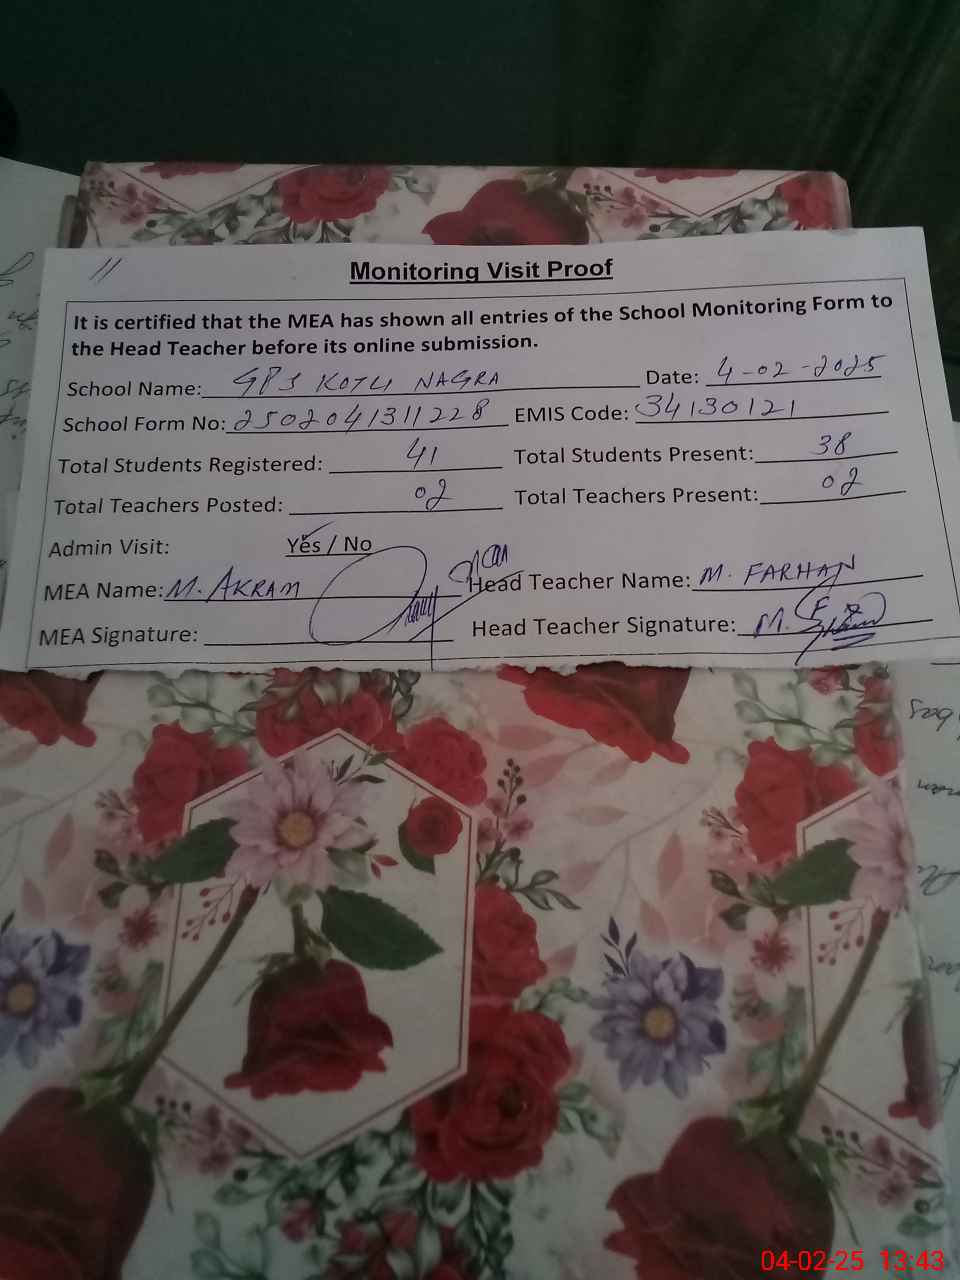 11
Monitoring Visit Proof
It is certified that the MEA has shown all entries of the School Monitoring Form to
the Head Teacher before its online submission.
School Name: GPS KOTLI NAGRA Date: 4-02-2025
School Form No: 2502041311228 EMIS Code: 34130121
Total Students Registered: 41 Total Students Present: 38
Total Teachers Posted: 02 Total Teachers Present: 02
Admin Visit: Yes / No
MEA Name: M. AKRAM Head Teacher Name: M. FARHAN
MEA Signature: Head Teacher Signature: M.
04-02-25 13:43